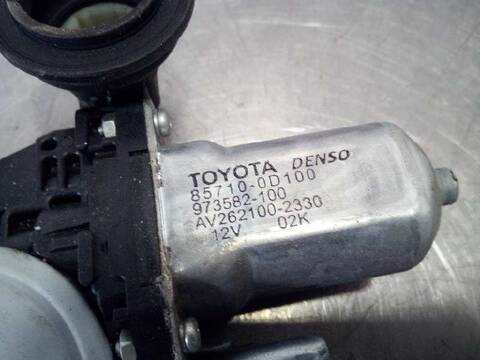 TOYOTA DENSO
85710-0D100
973582-100
AV262100-2330
12V 02K